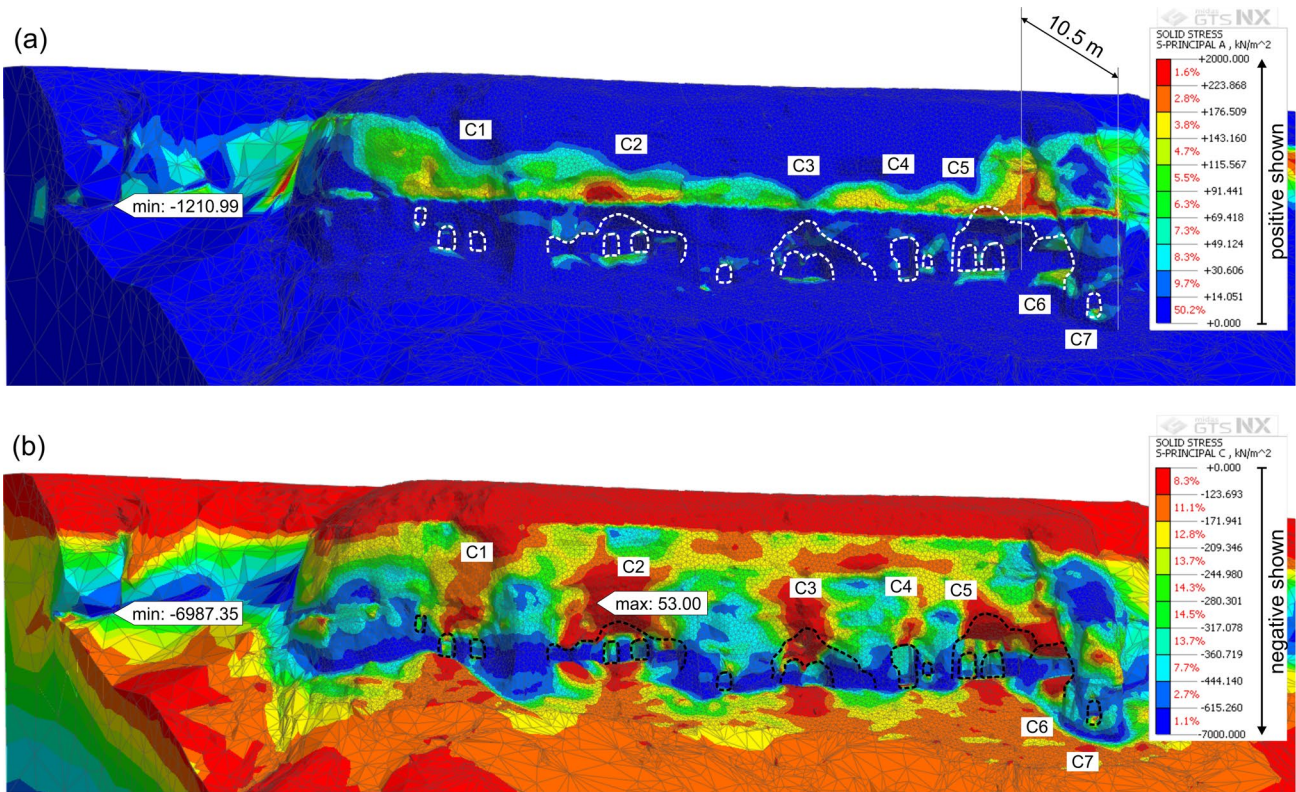 (a)
10.5 m
midas
GTS NX
SOLID STRESS
S-PRINCIPAL A , kN/m^2
+2000.000
1.6%
+223.868
2.8%
+176.509
3.8%
+143.160
4.7%
+115.567
5.5%
+91.441
6.3%
+69.418
7.3%
+49.124
8.3%
+30.606
9.7%
+14.051
50.2%
+0.000
positive shown
C1
C2
C3
C4
C5
min: -1210.99
C6
C7
(b)
midas
GTS NX
SOLID STRESS
S-PRINCIPAL C , kN/m^2
+0.000
8.3%
-123.693
11.1%
-171.941
12.8%
-209.346
13.7%
-244.980
14.3%
-280.301
14.5%
-317.078
13.7%
-360.719
7.7%
-444.140
2.7%
-615.260
1.1%
-7000.000
negative shown
C1
C2
C3
C4
C5
max: 53.00
min: -6987.35
C6
C7